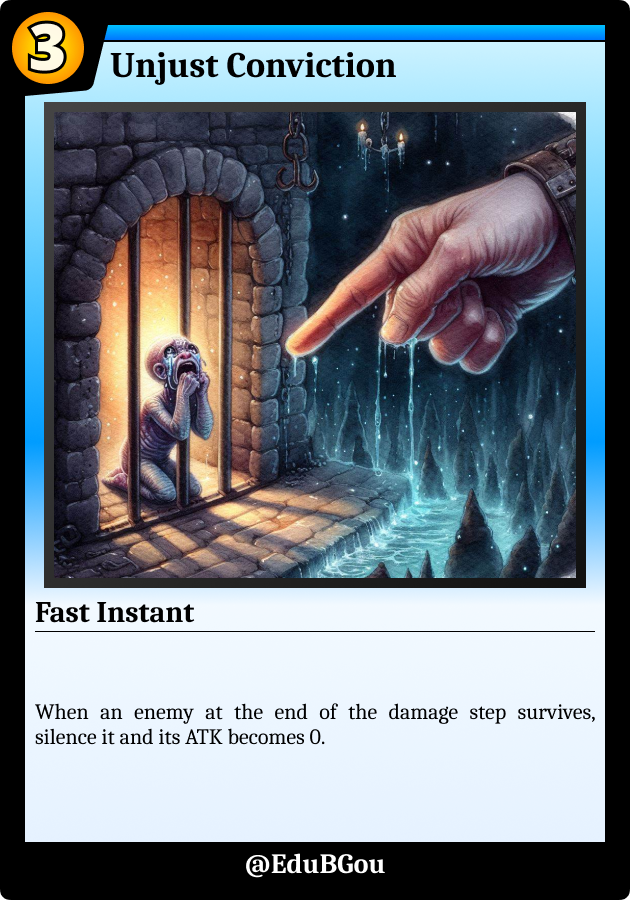 3
Unjust Conviction
Fast Instant
When an enemy at the end of the damage step survives,
silence it and its ATK becomes 0.
@EduBGou